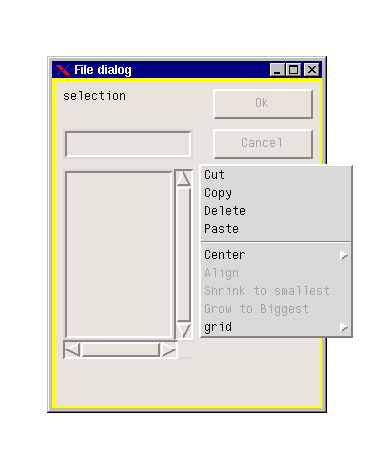 File dialog
selection
Ok
Cancel
Cut
Copy
Delete
Paste
Center
Align
Shrink to smallest
Grow to Biggest
grid